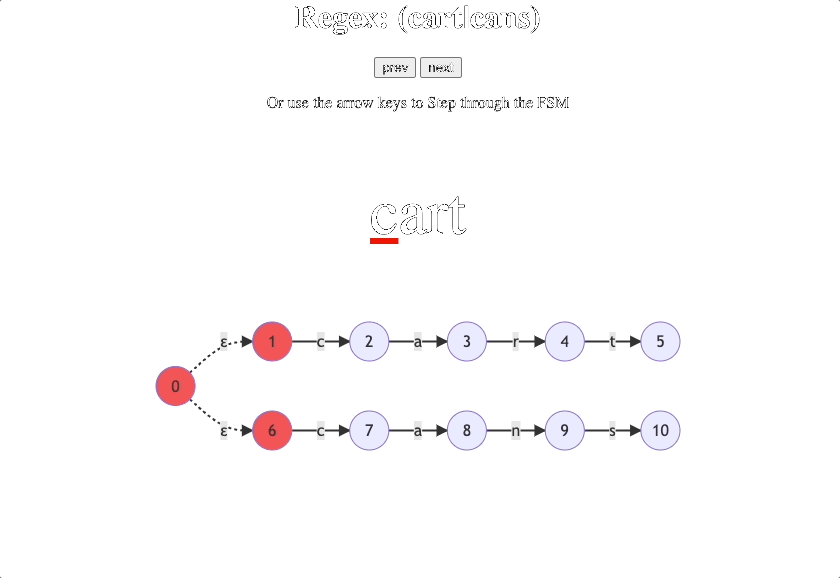 Regex: (cart|cans)
prev next
Or use the arrow keys to Step through the FSM
cart
ε 1 c 2 a 3 r 4 t 5
0
ε 6 c 7 a 8 n 9 s 10